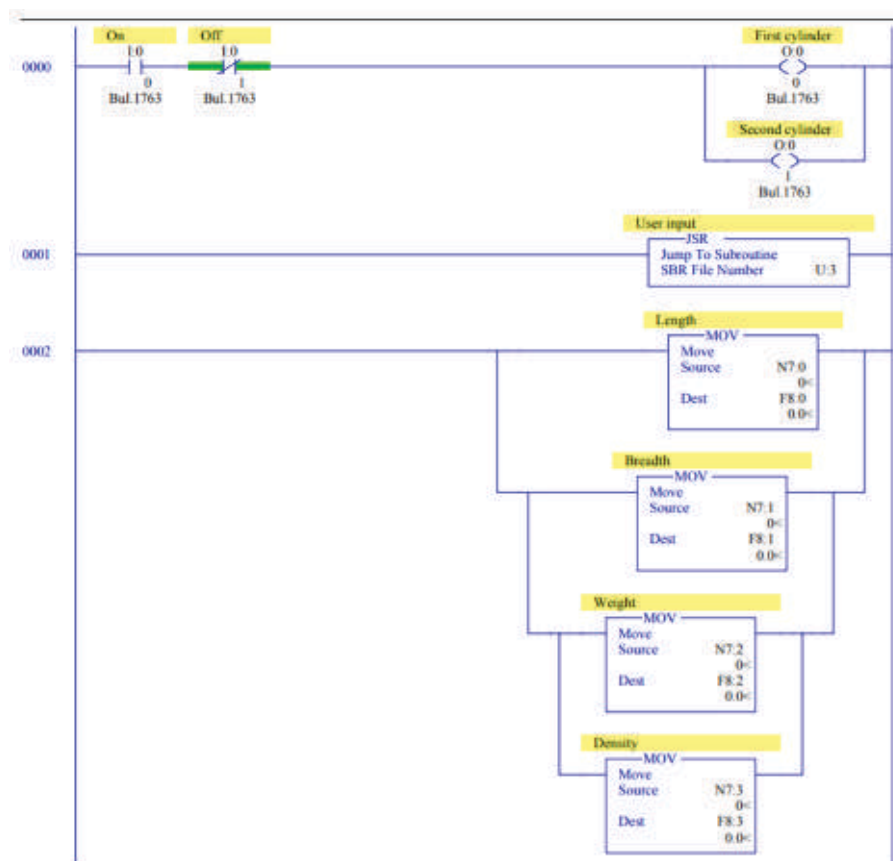 On Off First cylinder
I:0 I:0 O:0
0000
0 1 0
Bul.1763 Bul.1763 Bul.1763
Second cylinder
O:0
1
Bul.1763
User input
JSR
0001
Jump To Subroutine
SBR File Number U:3
Length
MOV
0002
Move
Source N7:0
0<
Dest F8:0
0.0<
Breadth
MOV
Move
Source N7:1
0<
Dest F8:1
0.0<
Weight
MOV
Move
Source N7:2
0<
Dest F8:2
0.0<
Density
MOV
Move
Source N7:3
0<
Dest F8:3
0.0<